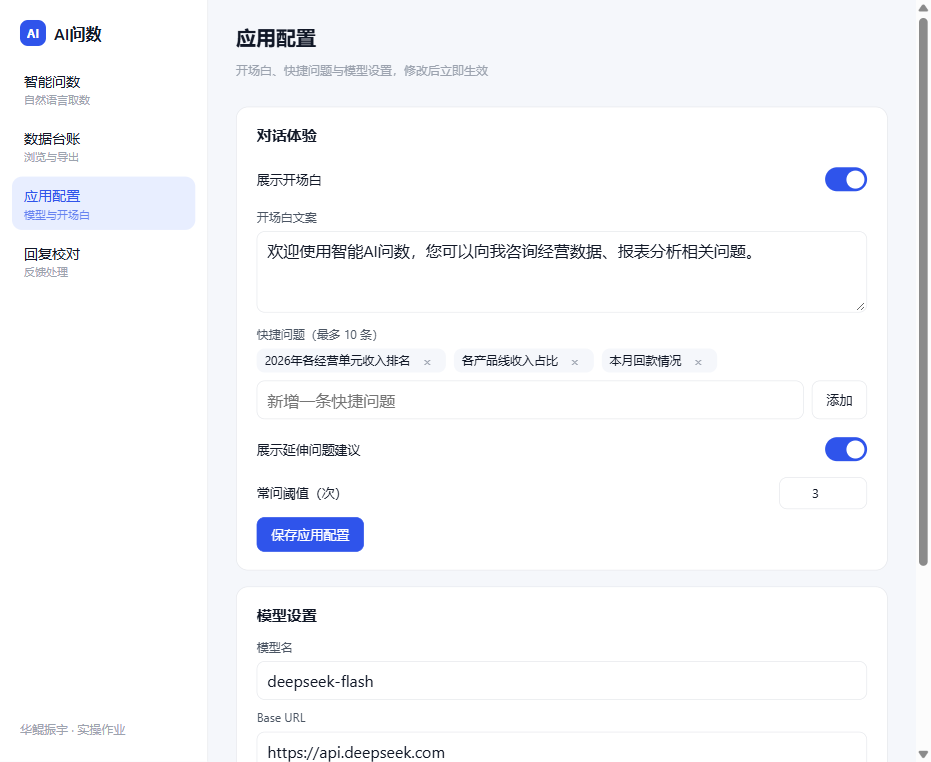 AI AI问数
智能问数
自然语言取数
数据台账
浏览与导出
应用配置
模型与开场白
回复校对
反馈处理
华鲲振宇 · 实操作业
应用配置
开场白、快捷问题与模型设置，修改后立即生效
对话体验
展示开场白
开场白文案
欢迎使用智能AI问数，您可以向我咨询经营数据、报表分析相关问题。
快捷问题（最多 10 条）
2026年各经营单元收入排名 × 各产品线收入占比 × 本月回款情况 ×
新增一条快捷问题 添加
展示延伸问题建议
常问阈值（次） 3
保存应用配置
模型设置
模型名
deepseek-flash
Base URL
https://api.deepseek.com